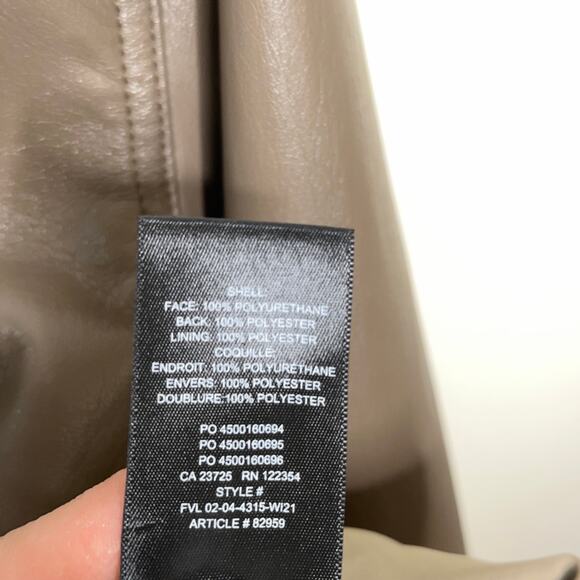 SHELL:
FACE: 100% POLYURETHANE
BACK: 100% POLYESTER
LINING: 100% POLYESTER
COQUILLE:
ENDROIT: 100% POLYURETHANE
ENVERS: 100% POLYESTER
DOUBLURE:100% POLYESTER
PO 4500160694
PO 4500160695
PO 4500160696
CA 23725 RN 122354
STYLE #
FVL 02-04-4315-WI21
ARTICLE # 82959